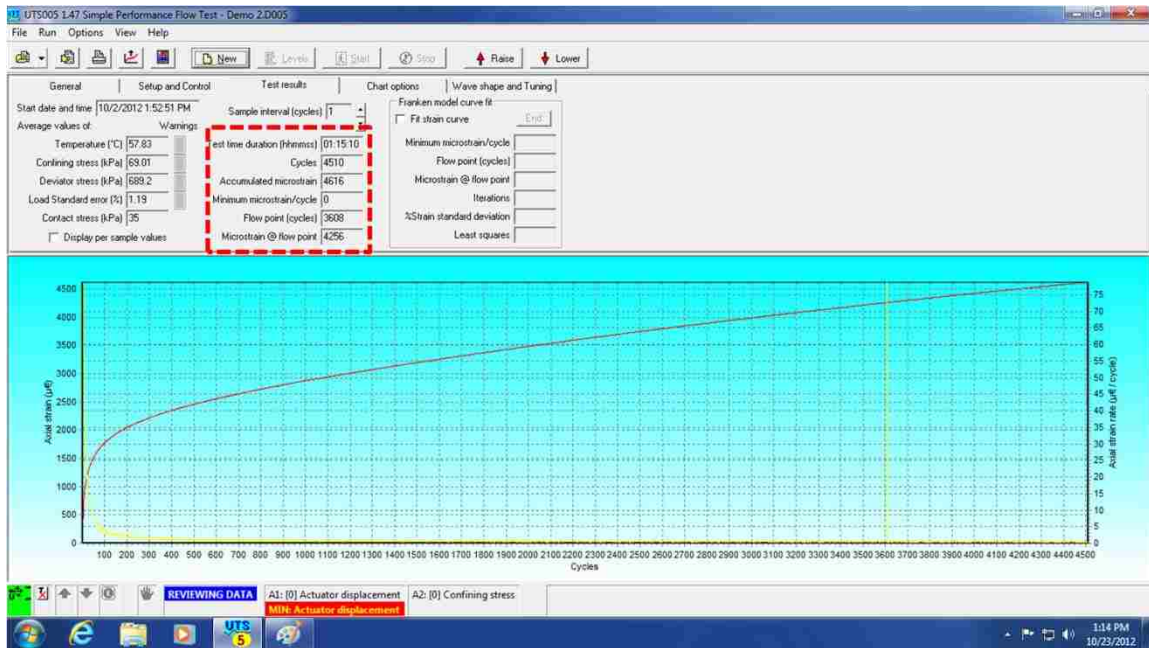 UTS005 1.47 Simple Performance Flow Test - Demo 2.D005
File Run Options View Help
New Levels Start Stop Raise Lower
General Setup and Control Test results Chart options Wave shape and Tuning
Start date and time 10/2/2012 1:52:51 PM
Average values of: Warnings
Temperature (°C) 57.83
Confining stress (kPa) 69.01
Deviator stress (kPa) 689.2
Load Standard error (%) 1.19
Contact stress (kPa) 35
Display per sample values
Sample interval (cycles) 1
est time duration (hhmmss) 01:15:10
Cycles 4510
Accumulated microstrain 4616
Minimum microstrain/cycle 0
Flow point (cycles) 3608
Microstrain @ flow point 4256
Franken model curve fit
Fit strain curve End
Minimum microstrain/cycle
Flow point (cycles)
Microstrain @ flow point
Iterations
%Strain standard deviation
Least squares
Axial strain (µE)
4500
4000
3500
3000
2500
2000
1500
1000
500
0
75
70
65
60
55
50
45
40
35
30
25
20
15
10
5
0
Axial strain rate (µE / cycle)
100 200 300 400 500 600 700 800 900 1000 1100 1200 1300 1400 1500 1600 1700 1800 1900 2000 2100 2200 2300 2400 2500 2600 2700 2800 2900 3000 3100 3200 3300 3400 3500 3600 3700 3800 3900 4000 4100 4200 4300 4400 4500
Cycles
REVIEWING DATA A1: [0] Actuator displacement A2: [0] Confining stress
MIN: Actuator displacement
UTS
5
1:14 PM
10/23/2012